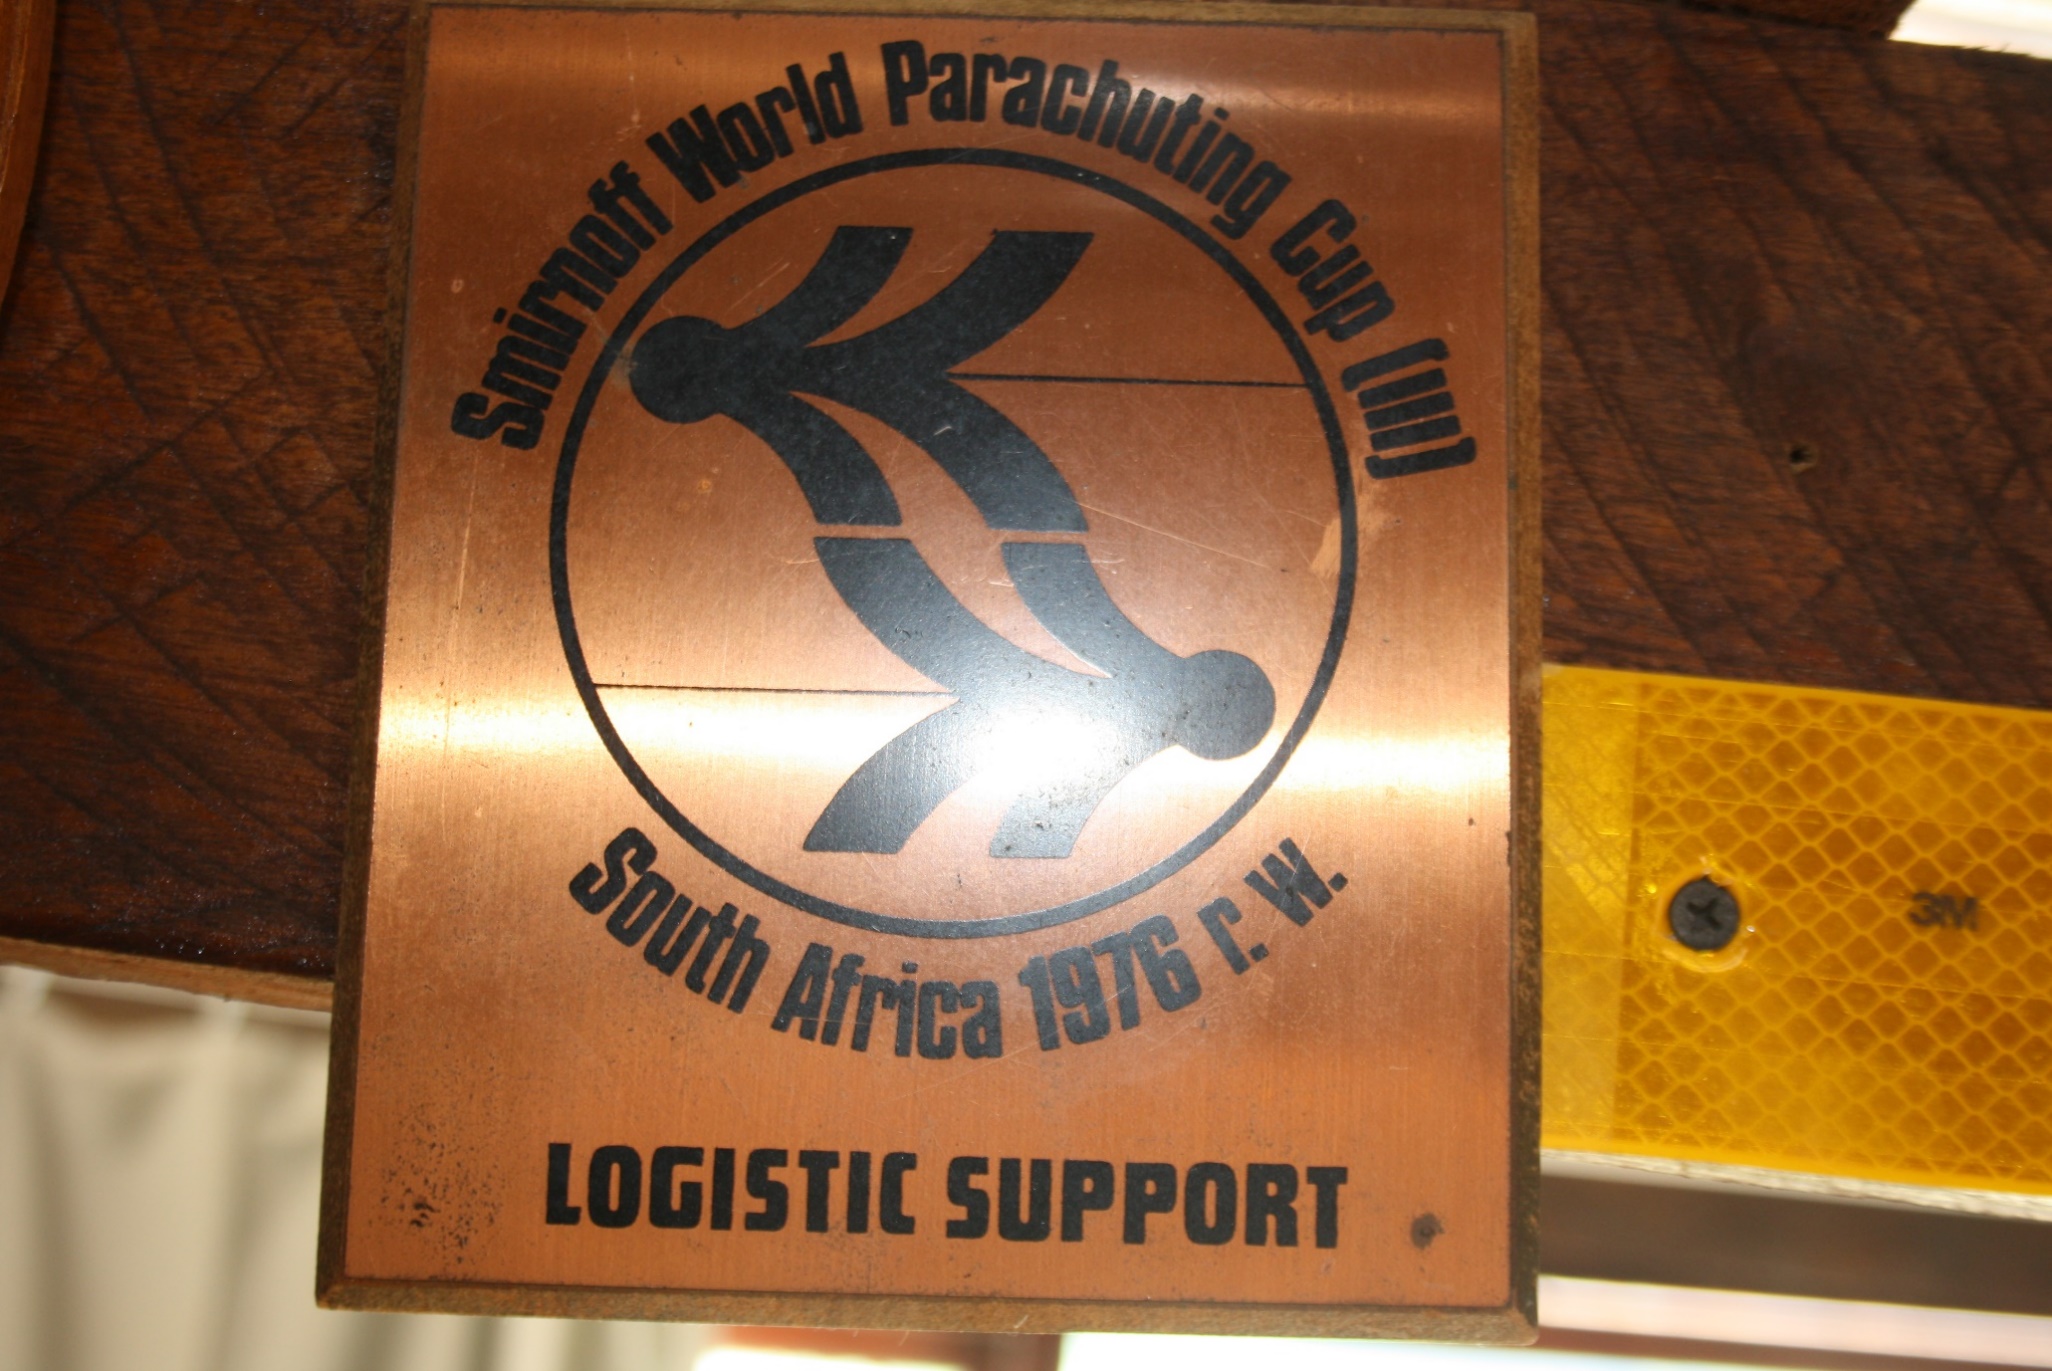 Smirnoff World Parachuting Cup (III)
South Africa 1976 r.w.
LOGISTIC SUPPORT
3M